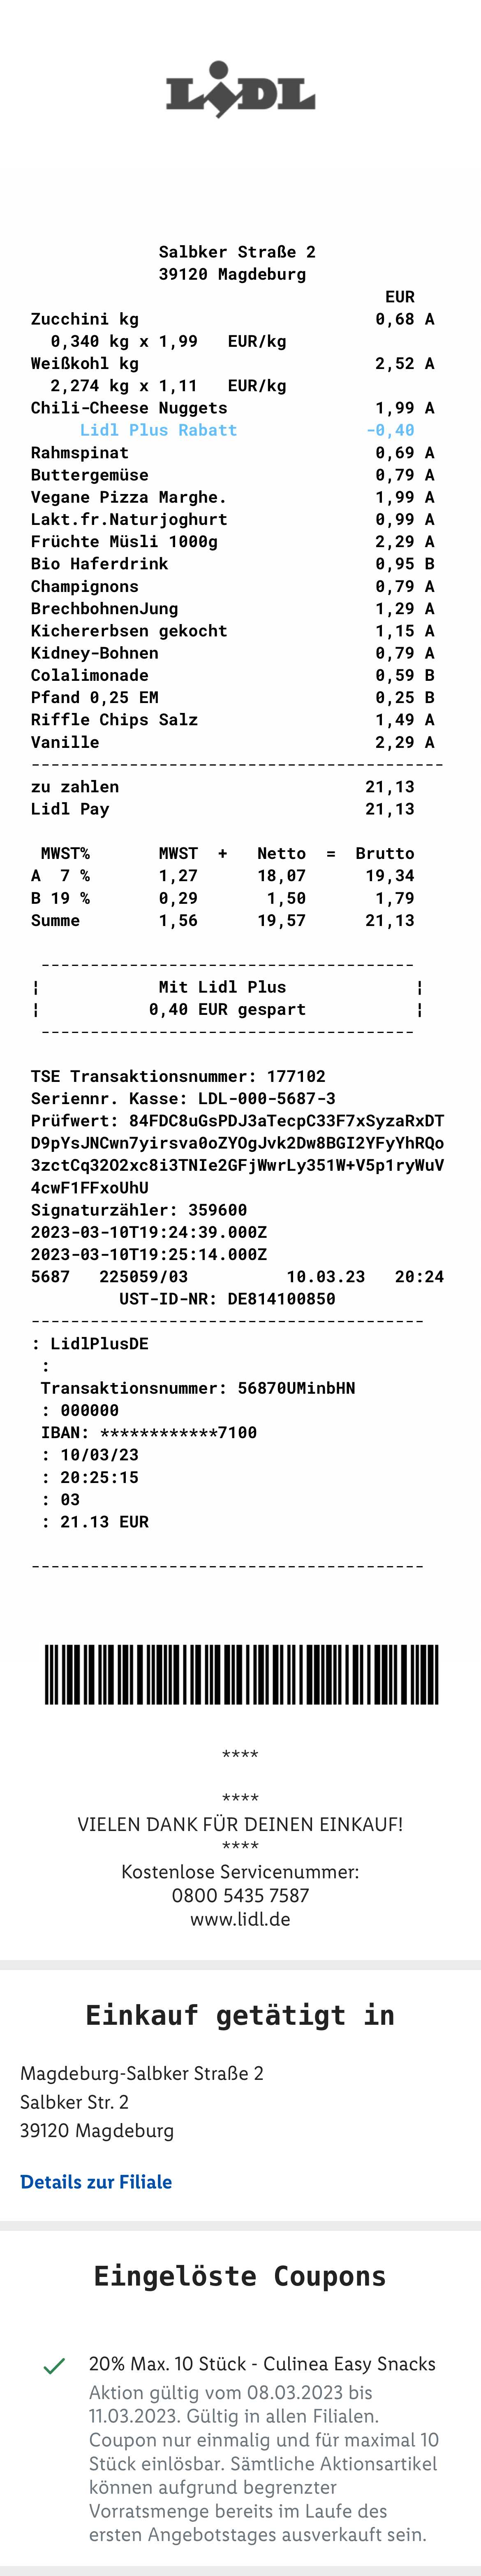 LIDL
Salbker Straße 2
39120 Magdeburg
EUR
Zucchini kg 0,68 A
0,340 kg x 1,99 EUR/kg
Weißkohl kg 2,52 A
2,274 kg x 1,11 EUR/kg
Chili-Cheese Nuggets 1,99 A
Lidl Plus Rabatt -0,40
Rahmspinat 0,69 A
Buttergemüse 0,79 A
Vegane Pizza Marghe. 1,99 A
Lakt.fr.Naturjoghurt 0,99 A
Früchte Müsli 1000g 2,29 A
Bio Haferdrink 0,95 B
Champignons 0,79 A
BrechbohnenJung 1,29 A
Kichererbsen gekocht 1,15 A
Kidney-Bohnen 0,79 A
Colalimonade 0,59 B
Pfand 0,25 EM 0,25 B
Riffle Chips Salz 1,49 A
Vanille 2,29 A
------------------------------------------
zu zahlen 21,13
Lidl Pay 21,13
MWST% MWST + Netto = Brutto
A 7 % 1,27 18,07 19,34
B 19 % 0,29 1,50 1,79
Summe 1,56 19,57 21,13
--------------------------------------
¦ Mit Lidl Plus ¦
¦ 0,40 EUR gespart ¦
--------------------------------------
TSE Transaktionsnummer: 177102
Seriennr. Kasse: LDL-000-5687-3
Prüfwert: 84FDC8uGsPDJ3aTecpC33F7xSyzaRxDT
D9pYsJNCwn7yirsva0oZYOgJvk2Dw8BGI2YFyYhRQo
3zctCq32O2xc8i3TNIe2GFjWwrLy351W+V5p1ryWuV
4cwF1FFxoUhU
Signaturzähler: 359600
2023-03-10T19:24:39.000Z
2023-03-10T19:25:14.000Z
5687 225059/03 10.03.23 20:24
UST-ID-NR: DE814100850
----------------------------------------
: LidlPlusDE
:
Transaktionsnummer: 56870UMinbHN
: 000000
IBAN: ************7100
: 10/03/23
: 20:25:15
: 03
: 21.13 EUR
----------------------------------------
****
****
VIELEN DANK FÜR DEINEN EINKAUF!
****
Kostenlose Servicenummer:
0800 5435 7587
www.lidl.de
Einkauf getätigt in
Magdeburg-Salbker Straße 2
Salbker Str. 2
39120 Magdeburg
Details zur Filiale
Eingelöste Coupons
20% Max. 10 Stück - Culinea Easy Snacks
Aktion gültig vom 08.03.2023 bis
11.03.2023. Gültig in allen Filialen.
Coupon nur einmalig und für maximal 10
Stück einlösbar. Sämtliche Aktionsartikel
können aufgrund begrenzter
Vorratsmenge bereits im Laufe des
ersten Angebotstages ausverkauft sein.